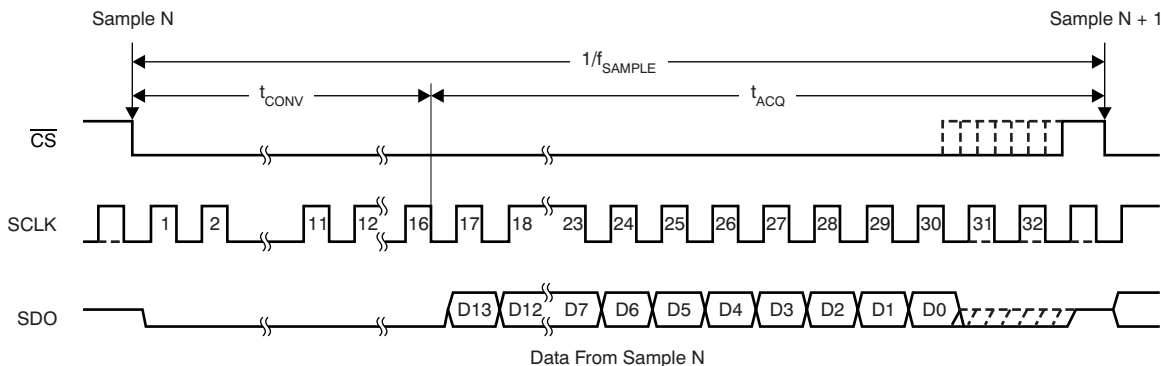 Sample N
Sample N + 1
1/fSAMPLE
tCONV
tACQ
CS
SCLK
1 2 11 12 16 17 18 23 24 25 26 27 28 29 30 31 32
SDO
D13 D12 D7 D6 D5 D4 D3 D2 D1 D0
Data From Sample N